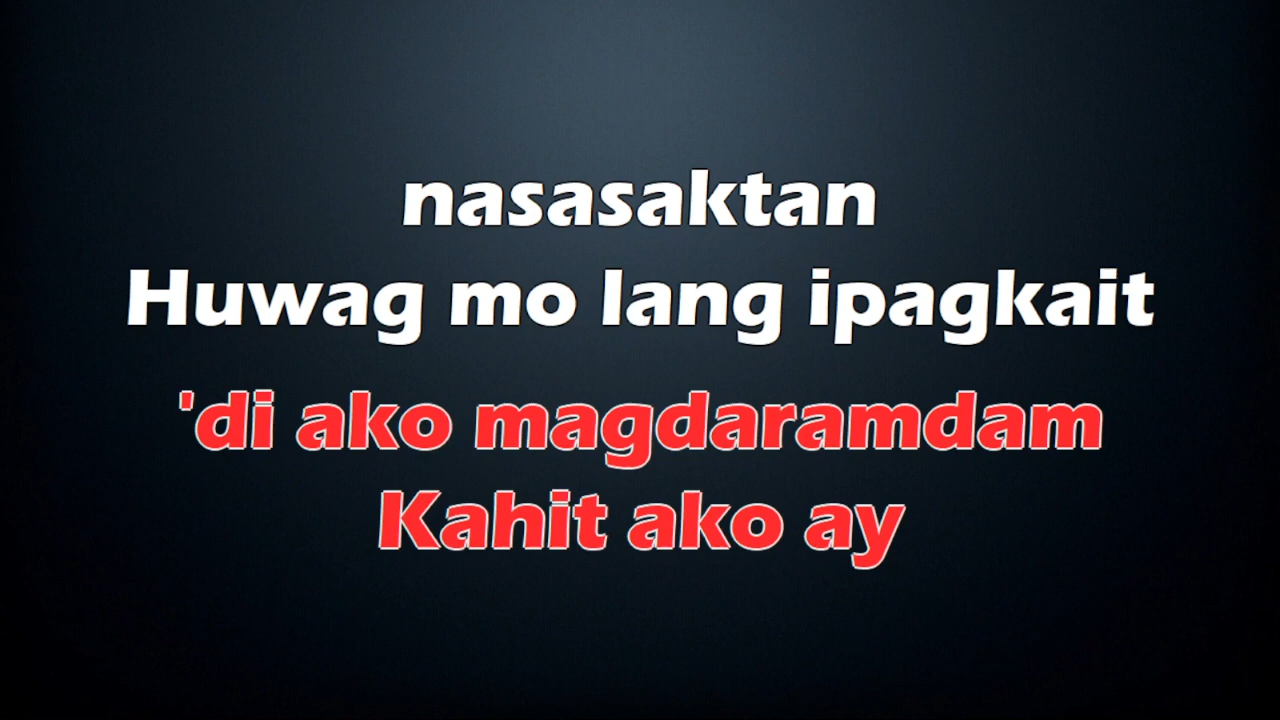 nasasaktan
Huwag mo lang ipagkait
'di ako magdaramdam
Kahit ako ay